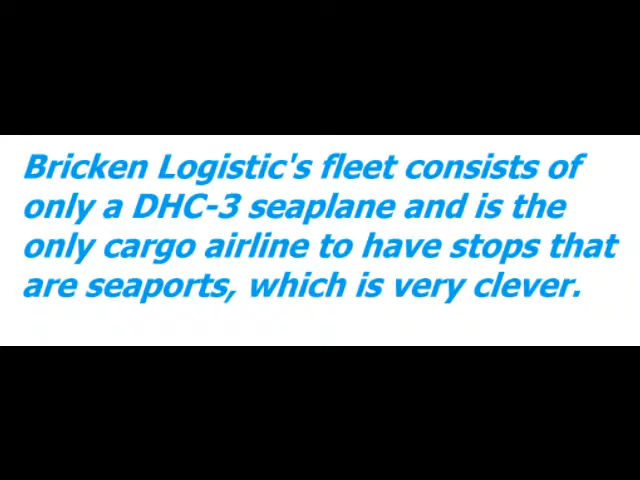 Bricken Logistic's fleet consists of
only a DHC-3 seaplane and is the
only cargo airline to have stops that
are seaports, which is very clever.